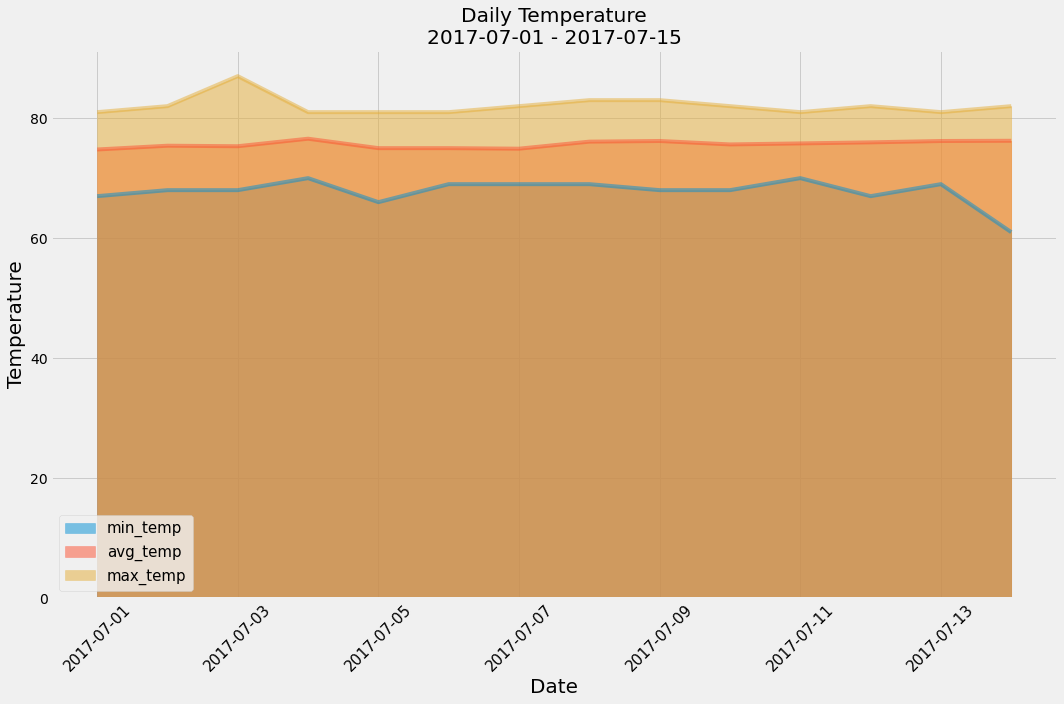 Daily Temperature
2017-07-01 - 2017-07-15
Temperature
80
60
40
20
0
min_temp
avg_temp
max_temp
2017-07-01
2017-07-03
2017-07-05
2017-07-07
2017-07-09
2017-07-11
2017-07-13
Date